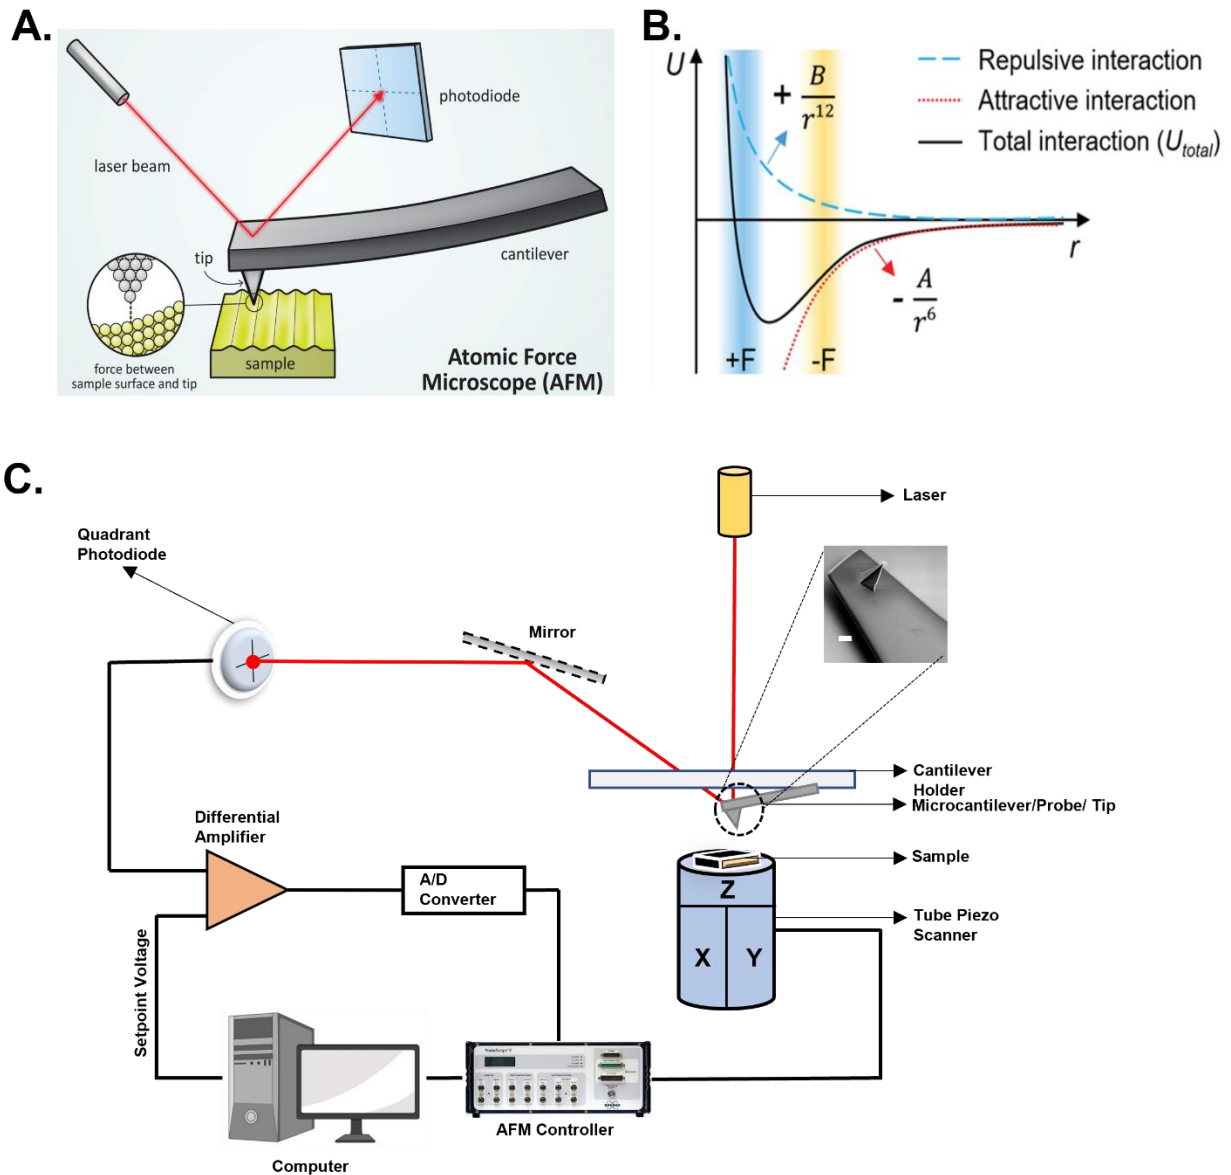 A.
laser beam
photodiode
tip
cantilever
sample
force between
sample surface and tip
Atomic Force
Microscope (AFM)
B.
U
Repulsive interaction
Attractive interaction
Total interaction (Utotal)
+ B/r^12
- A/r^6
r
+F
-F
C.
Laser
Quadrant
Photodiode
Mirror
Cantilever
Holder
Microcantilever/Probe/ Tip
Differential
Amplifier
A/D
Converter
Sample
Z
X
Y
Tube Piezo
Scanner
Setpoint Voltage
AFM Controller
Computer